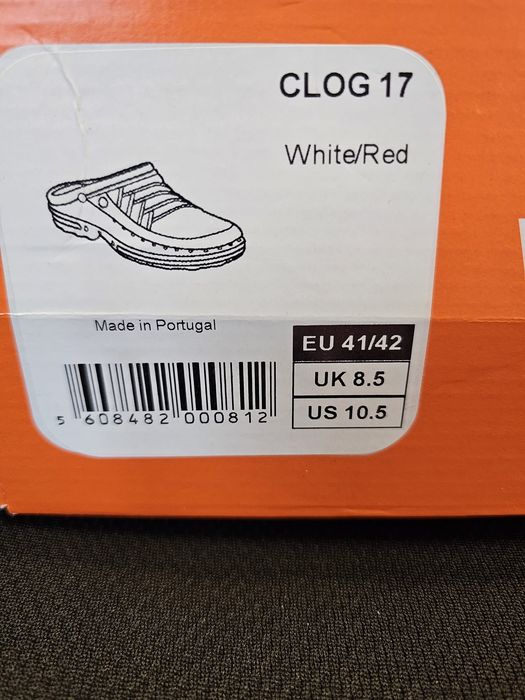 CLOG 17
White/Red
Made in Portugal
EU 41/42
UK 8.5
US 10.5
5 608482 000812